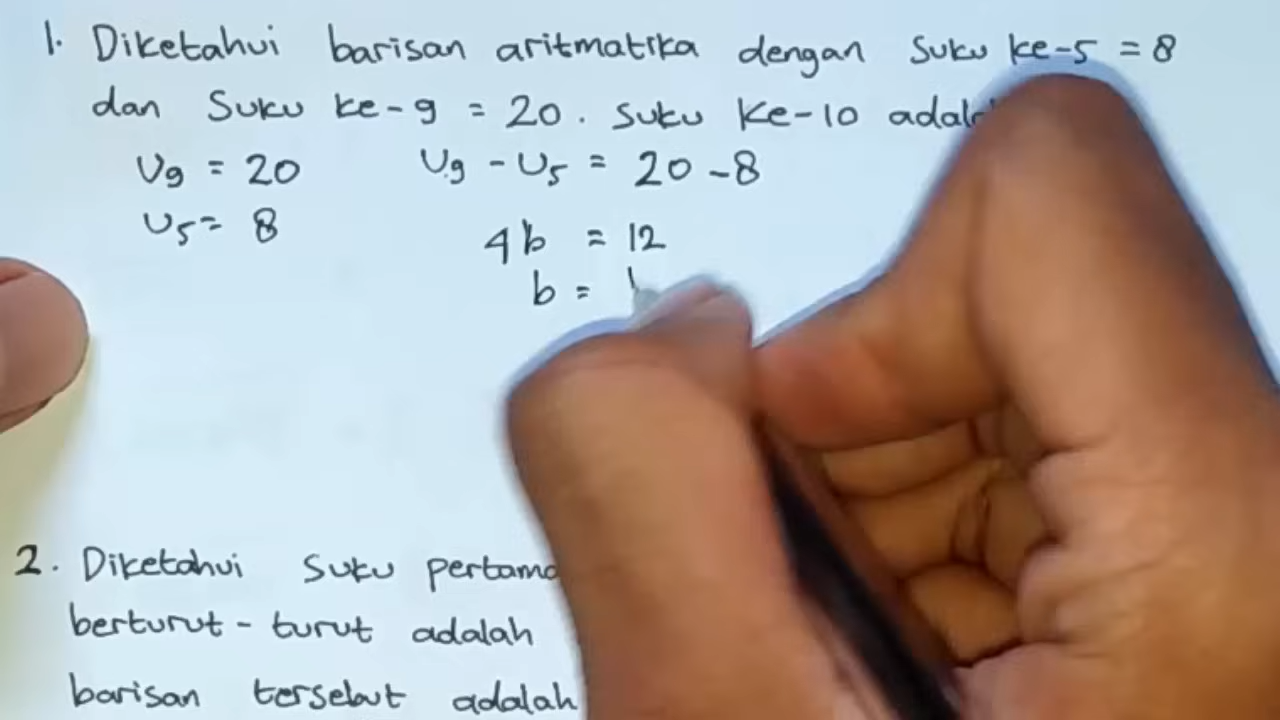 1. Diketahui barisan aritmatika dengan suku ke-5 = 8
dan suku ke-9 = 20. suku ke-10
U9 = 20 U9 - U5 = 20 - 8
U5 = 8
4b = 12
b =
2. Diketahui suku
berturut - turut adalah
barisan tersebut adalah